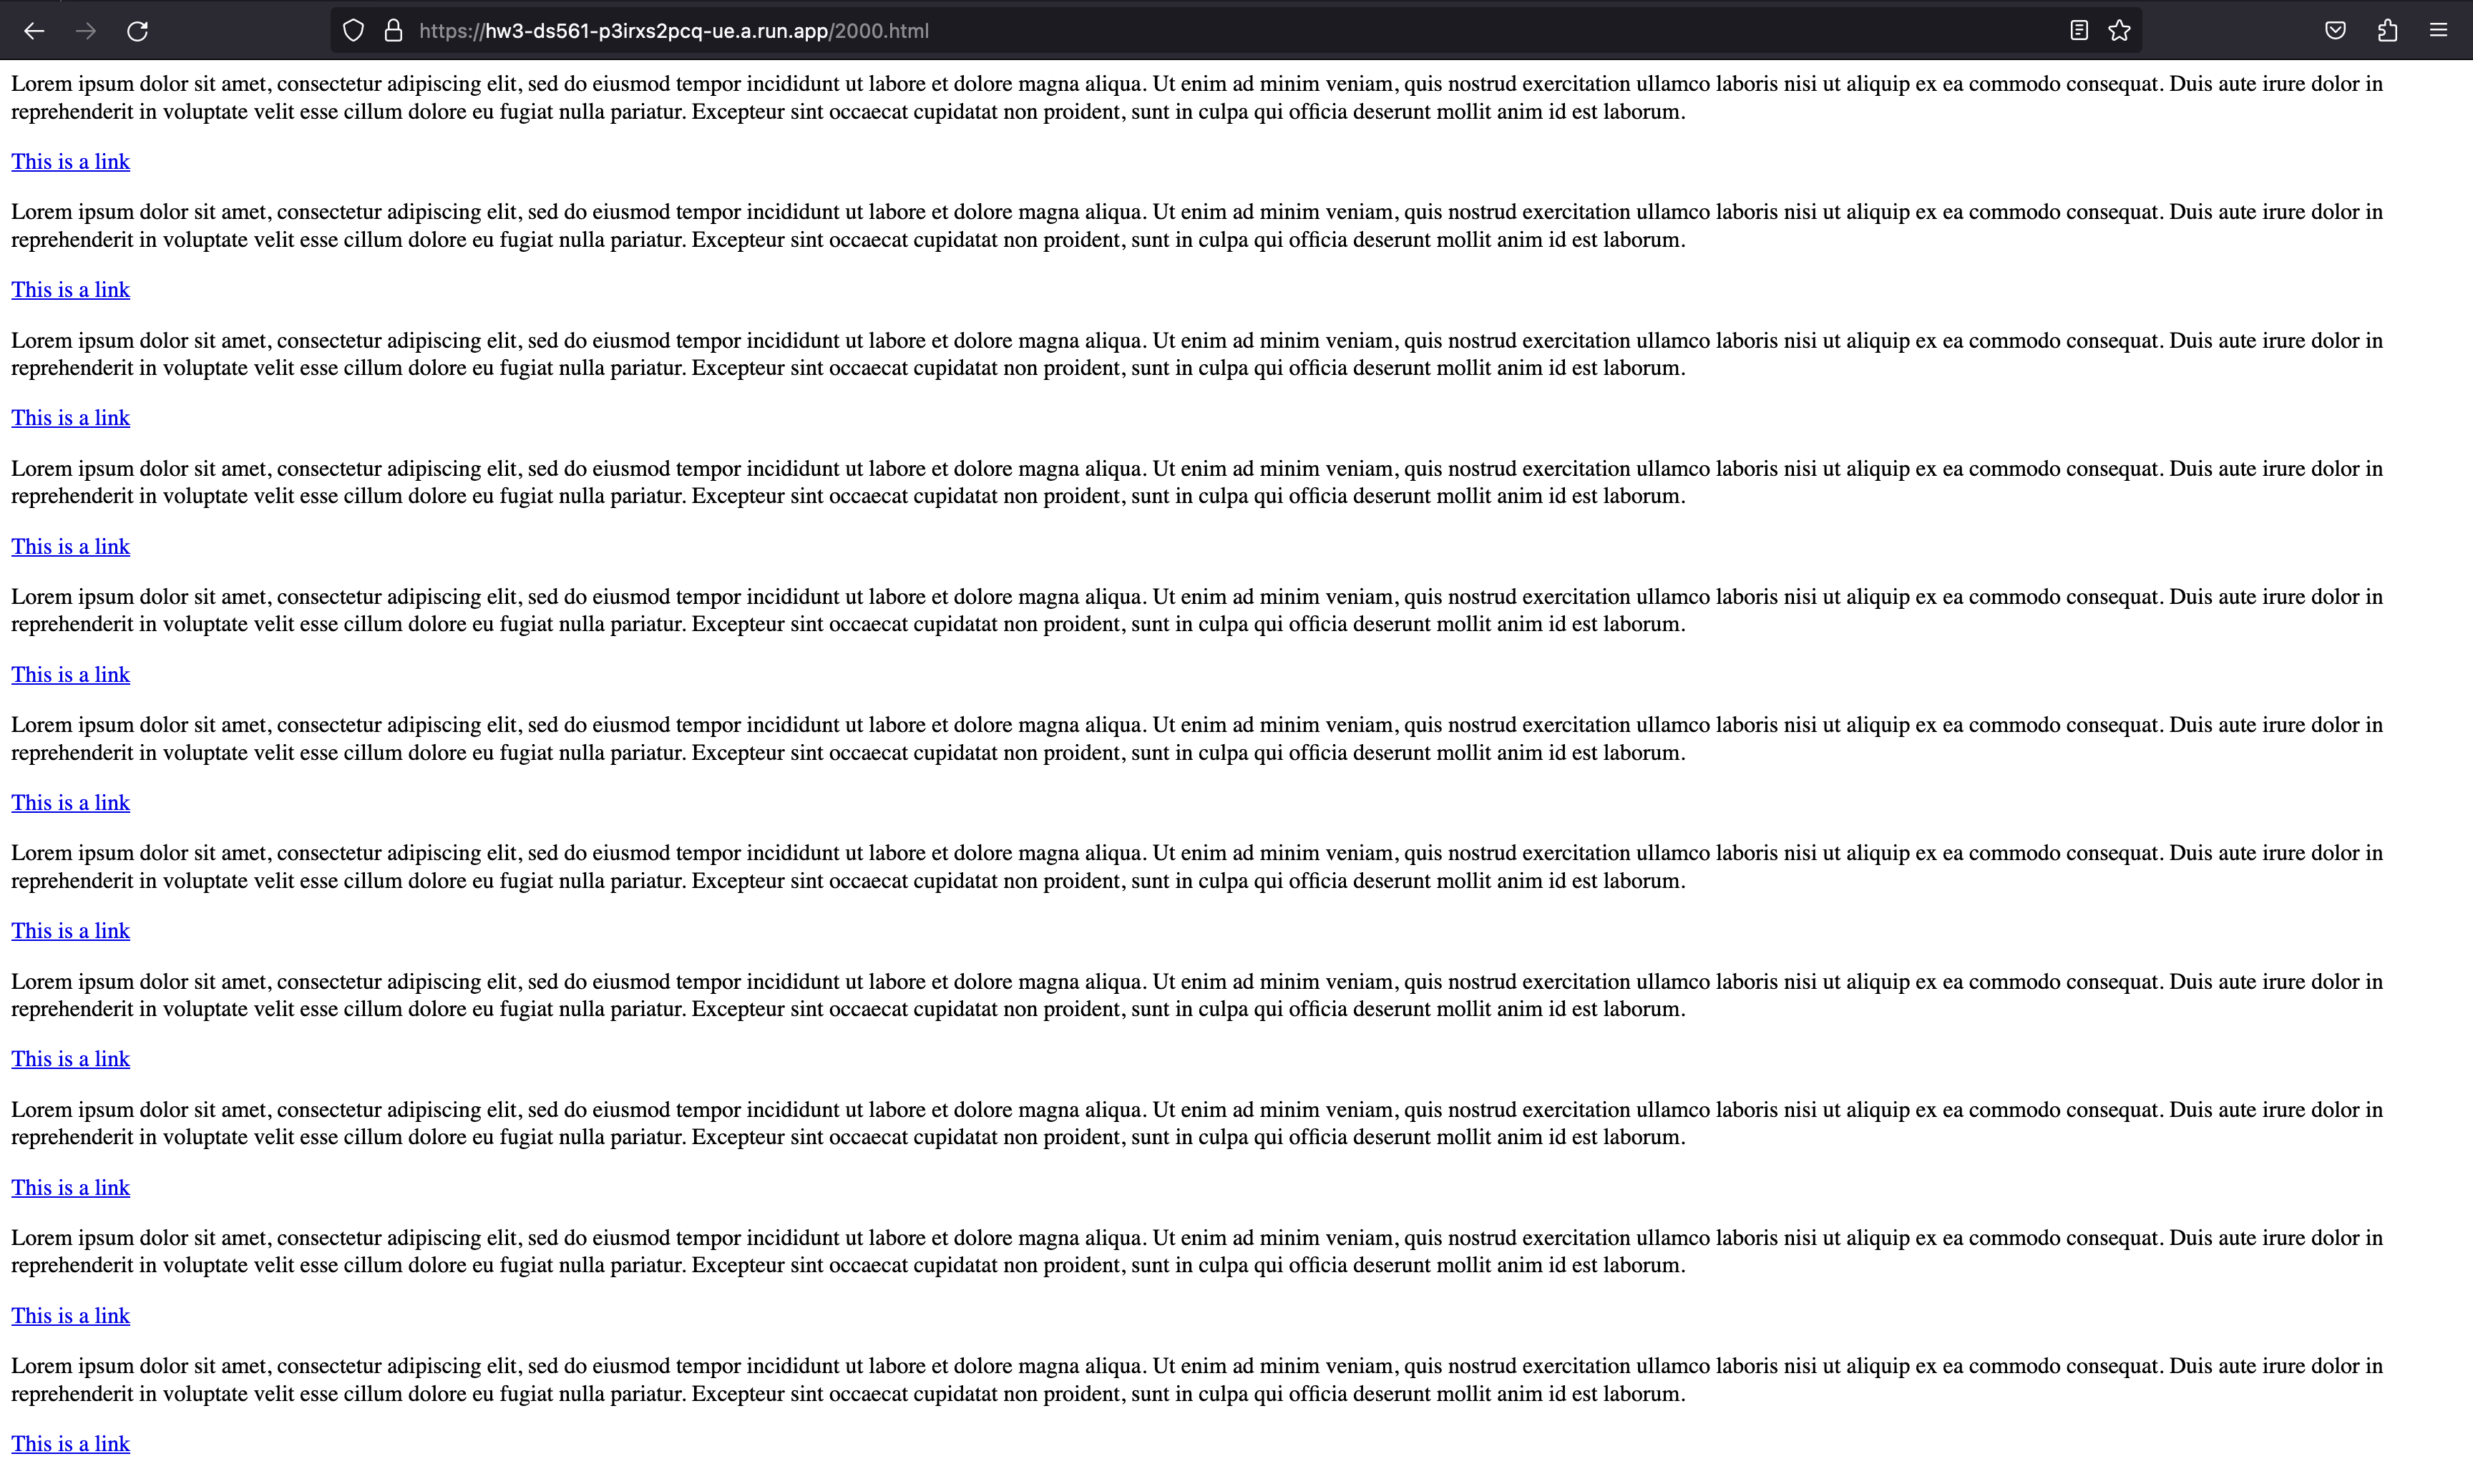 https://hw3-ds561-p3irxs2pcq-ue.a.run.app/2000.html
Lorem ipsum dolor sit amet, consectetur adipiscing elit, sed do eiusmod tempor incididunt ut labore et dolore magna aliqua. Ut enim ad minim veniam, quis nostrud exercitation ullamco laboris nisi ut aliquip ex ea commodo consequat. Duis aute irure dolor in
reprehenderit in voluptate velit esse cillum dolore eu fugiat nulla pariatur. Excepteur sint occaecat cupidatat non proident, sunt in culpa qui officia deserunt mollit anim id est laborum.
This is a link
Lorem ipsum dolor sit amet, consectetur adipiscing elit, sed do eiusmod tempor incididunt ut labore et dolore magna aliqua. Ut enim ad minim veniam, quis nostrud exercitation ullamco laboris nisi ut aliquip ex ea commodo consequat. Duis aute irure dolor in
reprehenderit in voluptate velit esse cillum dolore eu fugiat nulla pariatur. Excepteur sint occaecat cupidatat non proident, sunt in culpa qui officia deserunt mollit anim id est laborum.
This is a link
Lorem ipsum dolor sit amet, consectetur adipiscing elit, sed do eiusmod tempor incididunt ut labore et dolore magna aliqua. Ut enim ad minim veniam, quis nostrud exercitation ullamco laboris nisi ut aliquip ex ea commodo consequat. Duis aute irure dolor in
reprehenderit in voluptate velit esse cillum dolore eu fugiat nulla pariatur. Excepteur sint occaecat cupidatat non proident, sunt in culpa qui officia deserunt mollit anim id est laborum.
This is a link
Lorem ipsum dolor sit amet, consectetur adipiscing elit, sed do eiusmod tempor incididunt ut labore et dolore magna aliqua. Ut enim ad minim veniam, quis nostrud exercitation ullamco laboris nisi ut aliquip ex ea commodo consequat. Duis aute irure dolor in
reprehenderit in voluptate velit esse cillum dolore eu fugiat nulla pariatur. Excepteur sint occaecat cupidatat non proident, sunt in culpa qui officia deserunt mollit anim id est laborum.
This is a link
Lorem ipsum dolor sit amet, consectetur adipiscing elit, sed do eiusmod tempor incididunt ut labore et dolore magna aliqua. Ut enim ad minim veniam, quis nostrud exercitation ullamco laboris nisi ut aliquip ex ea commodo consequat. Duis aute irure dolor in
reprehenderit in voluptate velit esse cillum dolore eu fugiat nulla pariatur. Excepteur sint occaecat cupidatat non proident, sunt in culpa qui officia deserunt mollit anim id est laborum.
This is a link
Lorem ipsum dolor sit amet, consectetur adipiscing elit, sed do eiusmod tempor incididunt ut labore et dolore magna aliqua. Ut enim ad minim veniam, quis nostrud exercitation ullamco laboris nisi ut aliquip ex ea commodo consequat. Duis aute irure dolor in
reprehenderit in voluptate velit esse cillum dolore eu fugiat nulla pariatur. Excepteur sint occaecat cupidatat non proident, sunt in culpa qui officia deserunt mollit anim id est laborum.
This is a link
Lorem ipsum dolor sit amet, consectetur adipiscing elit, sed do eiusmod tempor incididunt ut labore et dolore magna aliqua. Ut enim ad minim veniam, quis nostrud exercitation ullamco laboris nisi ut aliquip ex ea commodo consequat. Duis aute irure dolor in
reprehenderit in voluptate velit esse cillum dolore eu fugiat nulla pariatur. Excepteur sint occaecat cupidatat non proident, sunt in culpa qui officia deserunt mollit anim id est laborum.
This is a link
Lorem ipsum dolor sit amet, consectetur adipiscing elit, sed do eiusmod tempor incididunt ut labore et dolore magna aliqua. Ut enim ad minim veniam, quis nostrud exercitation ullamco laboris nisi ut aliquip ex ea commodo consequat. Duis aute irure dolor in
reprehenderit in voluptate velit esse cillum dolore eu fugiat nulla pariatur. Excepteur sint occaecat cupidatat non proident, sunt in culpa qui officia deserunt mollit anim id est laborum.
This is a link
Lorem ipsum dolor sit amet, consectetur adipiscing elit, sed do eiusmod tempor incididunt ut labore et dolore magna aliqua. Ut enim ad minim veniam, quis nostrud exercitation ullamco laboris nisi ut aliquip ex ea commodo consequat. Duis aute irure dolor in
reprehenderit in voluptate velit esse cillum dolore eu fugiat nulla pariatur. Excepteur sint occaecat cupidatat non proident, sunt in culpa qui officia deserunt mollit anim id est laborum.
This is a link
Lorem ipsum dolor sit amet, consectetur adipiscing elit, sed do eiusmod tempor incididunt ut labore et dolore magna aliqua. Ut enim ad minim veniam, quis nostrud exercitation ullamco laboris nisi ut aliquip ex ea commodo consequat. Duis aute irure dolor in
reprehenderit in voluptate velit esse cillum dolore eu fugiat nulla pariatur. Excepteur sint occaecat cupidatat non proident, sunt in culpa qui officia deserunt mollit anim id est laborum.
This is a link
Lorem ipsum dolor sit amet, consectetur adipiscing elit, sed do eiusmod tempor incididunt ut labore et dolore magna aliqua. Ut enim ad minim veniam, quis nostrud exercitation ullamco laboris nisi ut aliquip ex ea commodo consequat. Duis aute irure dolor in
reprehenderit in voluptate velit esse cillum dolore eu fugiat nulla pariatur. Excepteur sint occaecat cupidatat non proident, sunt in culpa qui officia deserunt mollit anim id est laborum.
This is a link